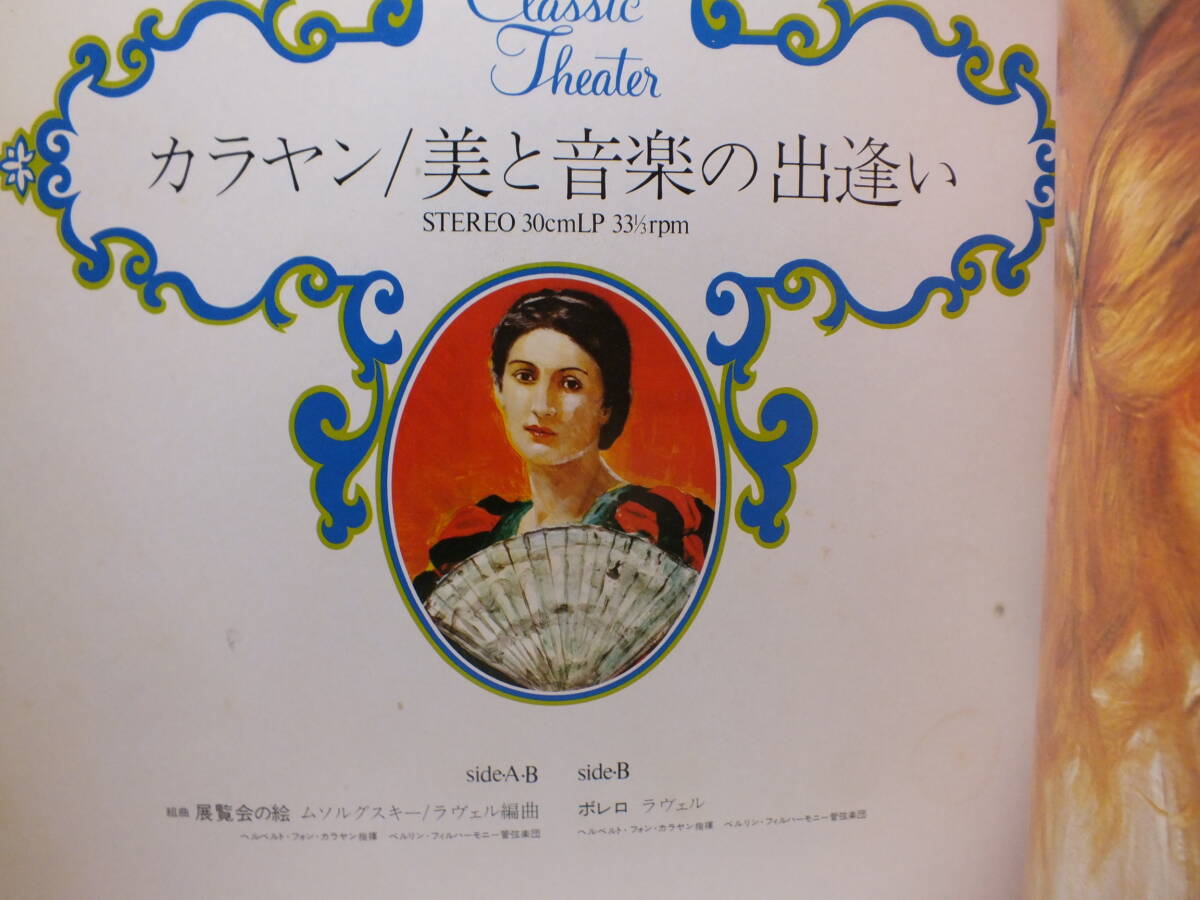 Classic
Theater
カラヤン/美と音楽の出逢い
STEREO 30cmLP 33⅓rpm
side・A・B
組曲 展覧会の絵 ムソルグスキー/ラヴェル編曲
ヘルベルト・フォン・カラヤン指揮 ベルリン・フィルハーモニー管弦楽団
side・B
ボレロ ラヴェル
ヘルベルト・フォン・カラヤン指揮 ベルリン・フィルハーモニー管弦楽団